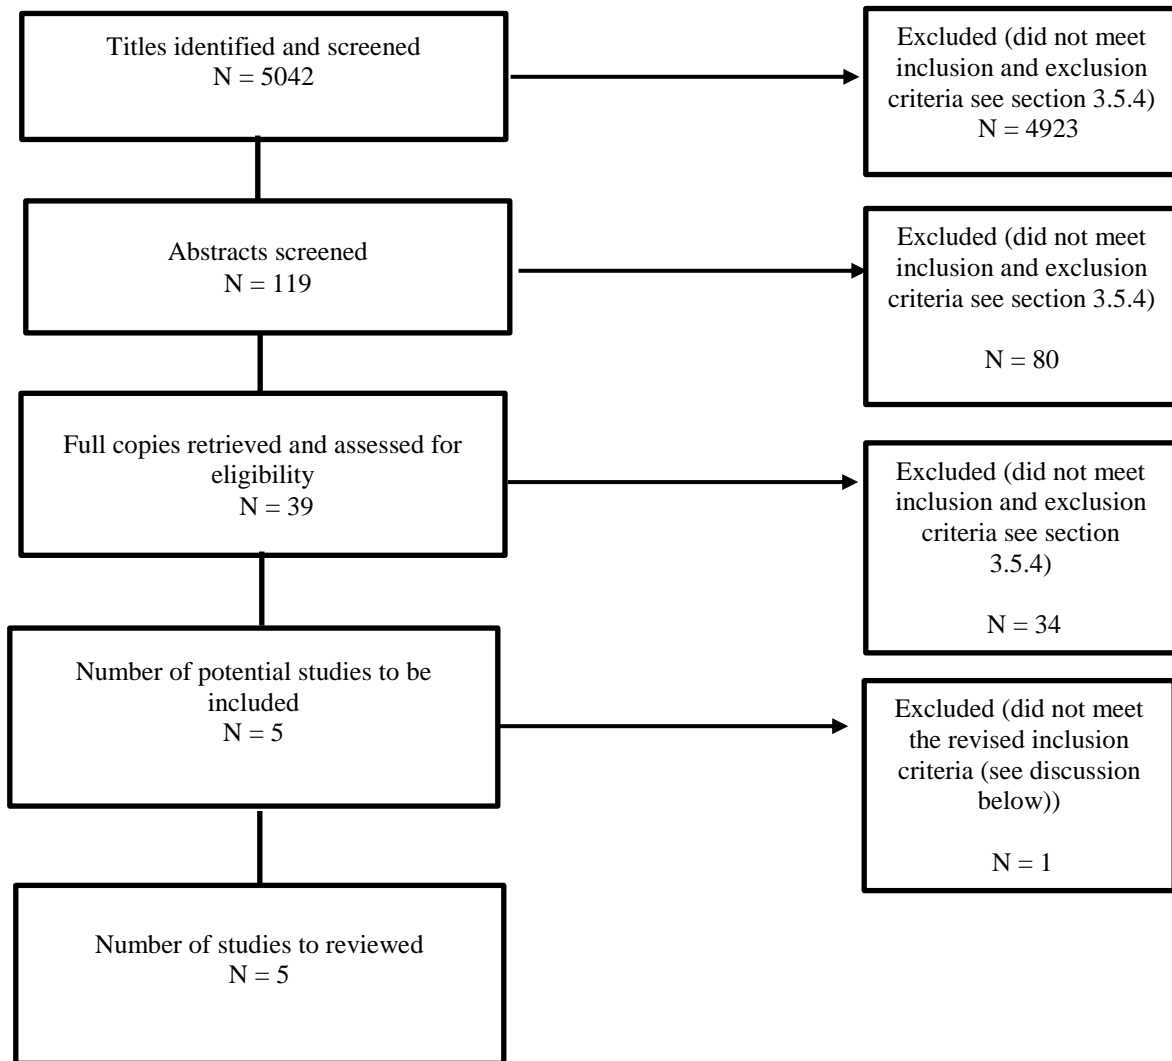 Titles identified and screened
N = 5042
Excluded (did not meet
inclusion and exclusion
criteria see section 3.5.4)
N = 4923
Abstracts screened
N = 119
Excluded (did not meet
inclusion and exclusion
criteria see section 3.5.4)
N = 80
Full copies retrieved and assessed for
eligibility
N = 39
Excluded (did not meet
inclusion and exclusion
criteria see section
3.5.4)
N = 34
Number of potential studies to be
included
N = 5
Excluded (did not meet
the revised inclusion
criteria (see discussion
below))
N = 1
Number of studies to reviewed
N = 5